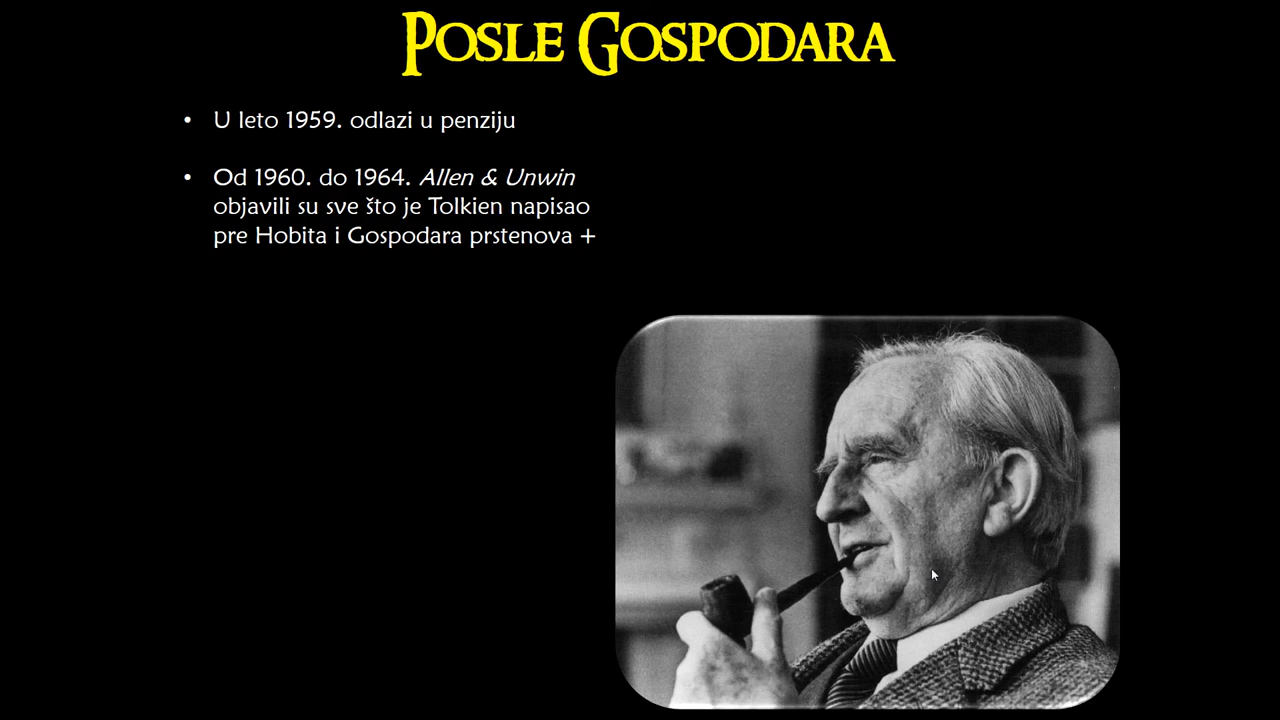 POSLE GOSPODARA
• U leto 1959. odlazi u penziju
• Od 1960. do 1964. Allen & Unwin
objavili su sve što je Tolkien napisao
pre Hobita i Gospodara prstenova +